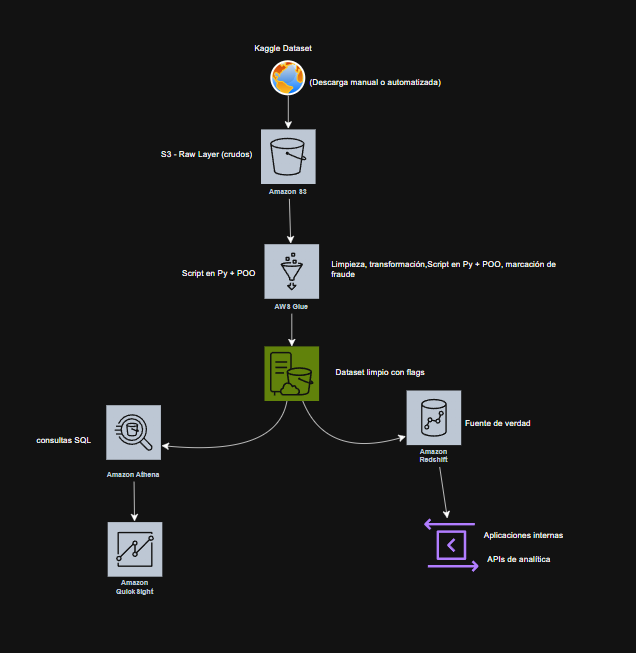 Kaggle Dataset
(Descarga manual o automatizada)
S3 - Raw Layer (crudos)
Amazon S3
Script en Py + POO
Limpieza, transformación,Script en Py + POO, marcación de
fraude
AWS Glue
Dataset limpio con flags
consultas SQL
Amazon Athena
Fuente de verdad
Amazon
Redshift
Amazon
QuickSight
Aplicaciones internas
APIs de analítica